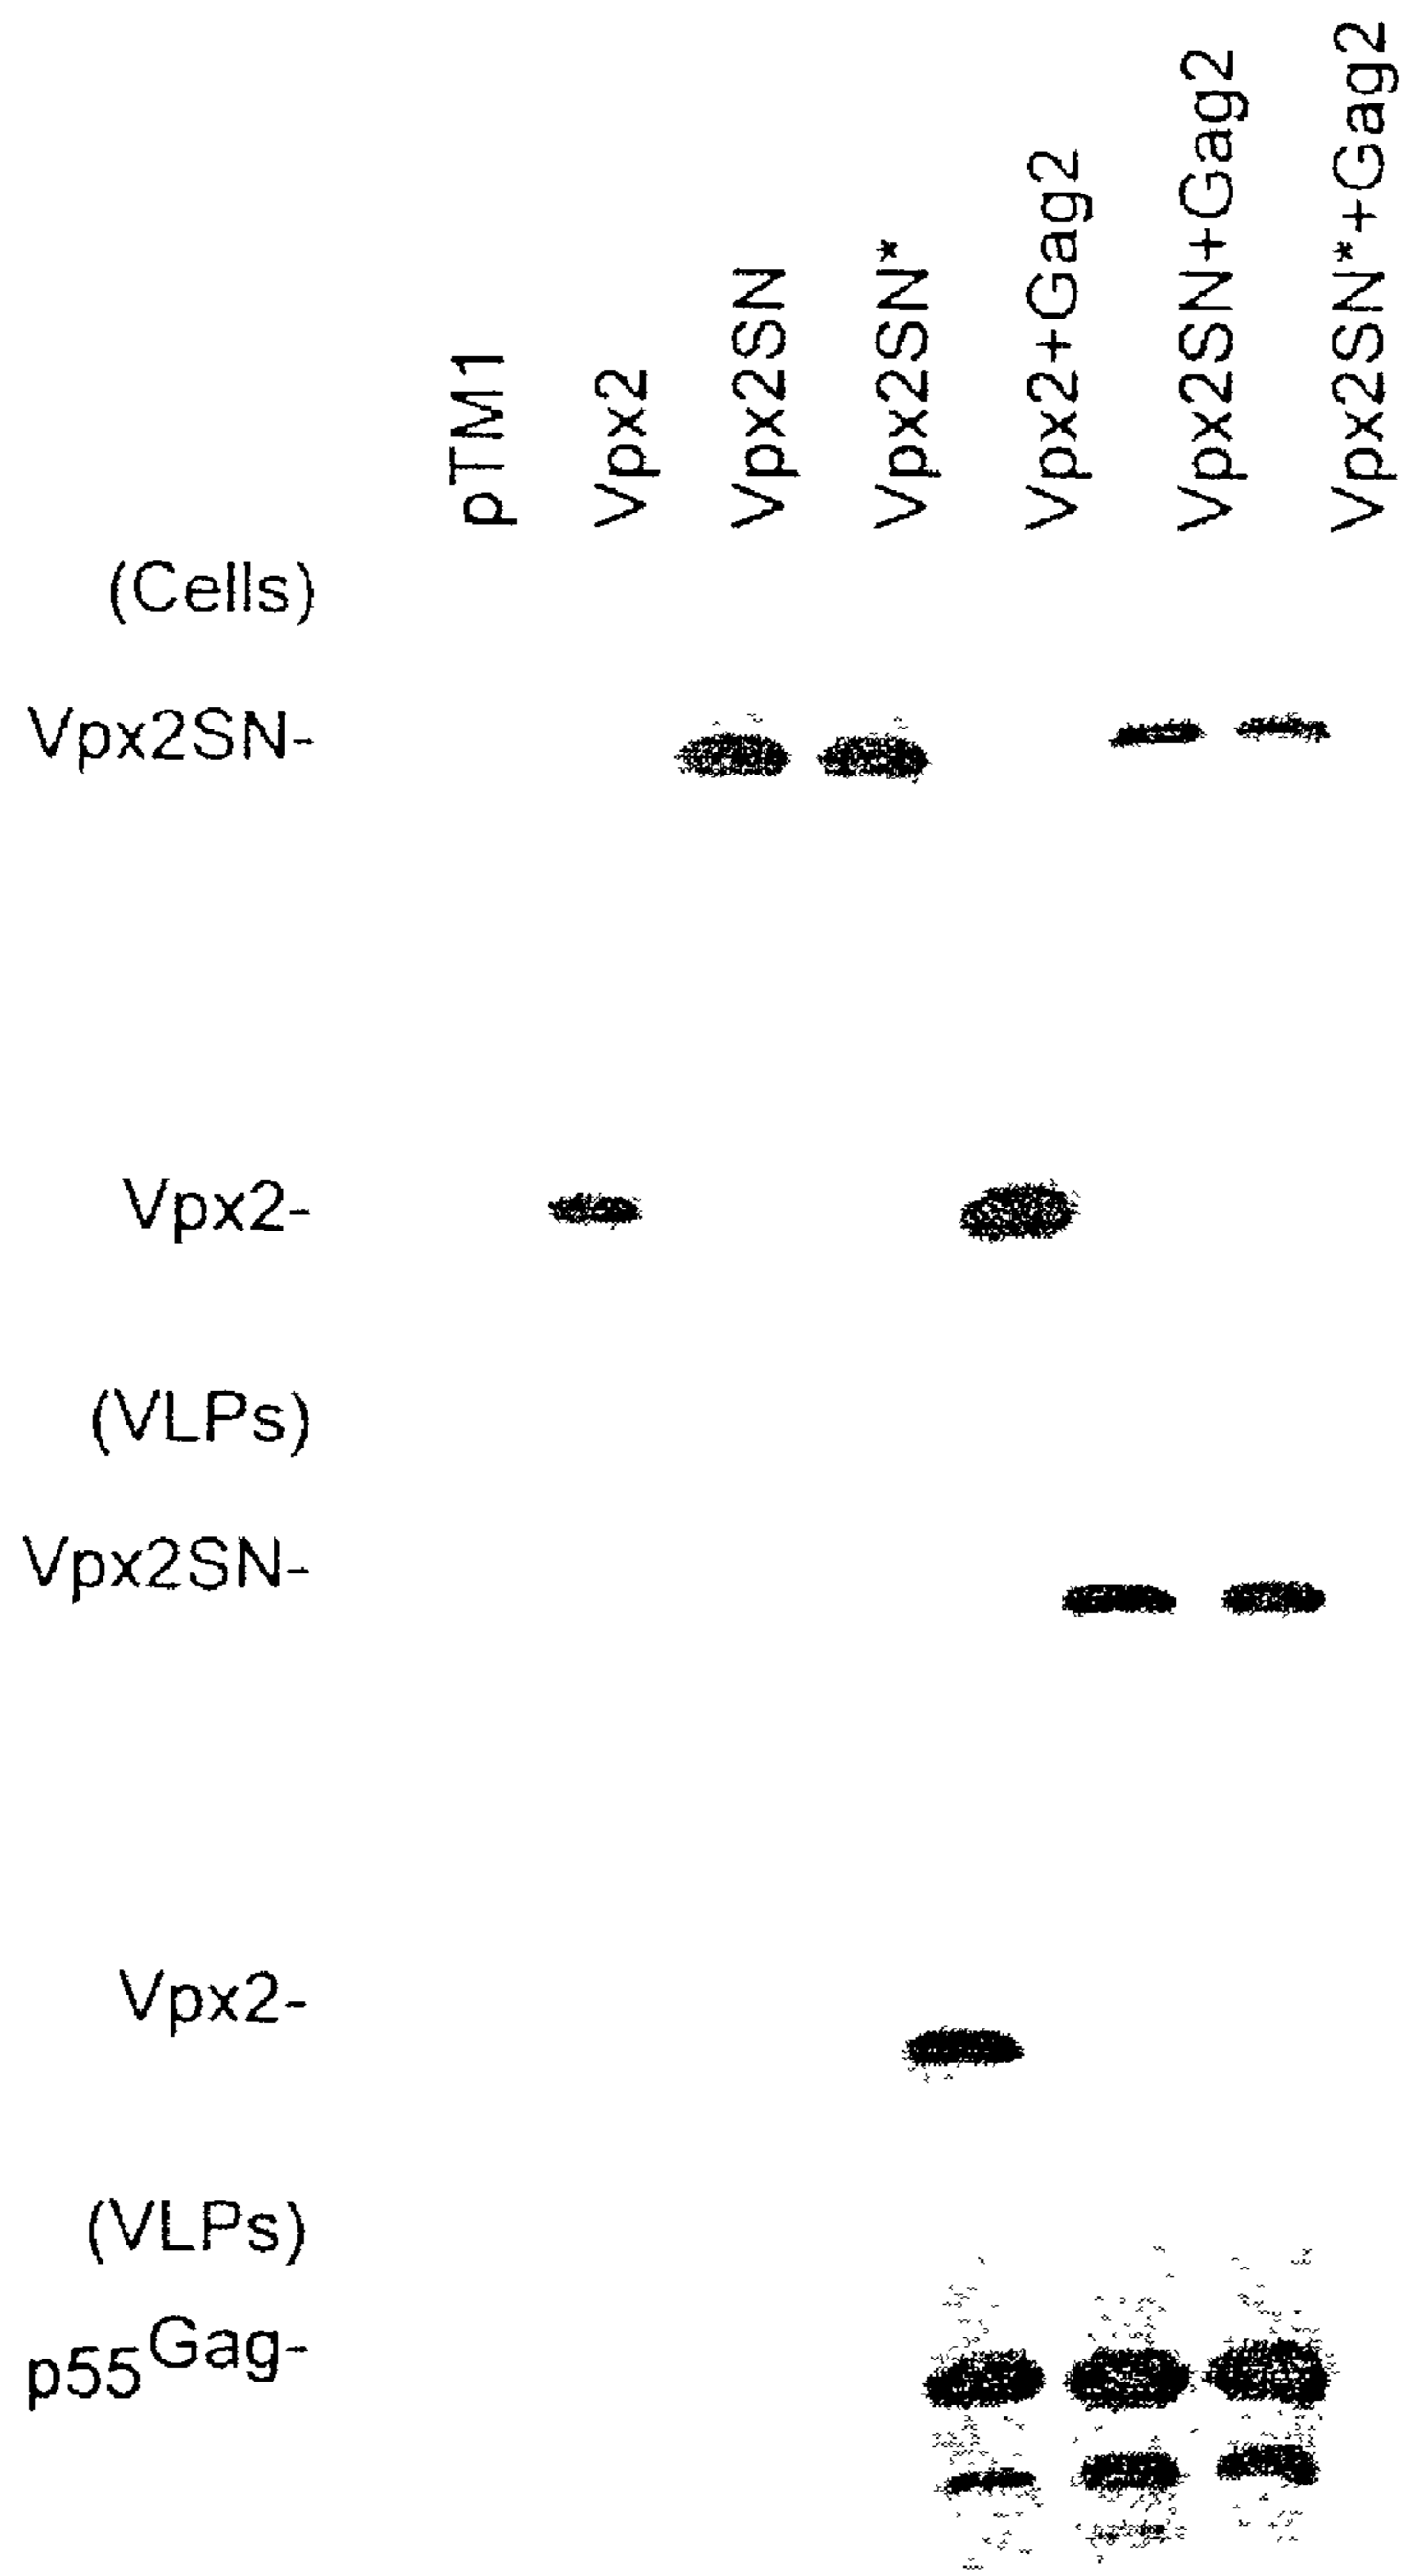 pTM1
Vpx2
Vpx2SN
Vpx2SN*
Vpx2+Gag2
Vpx2SN+Gag2
Vpx2SN*+Gag2
(Cells)
Vpx2SN-
Vpx2-
(VLPs)
Vpx2SN-
Vpx2-
(VLPs)
p55Gag-